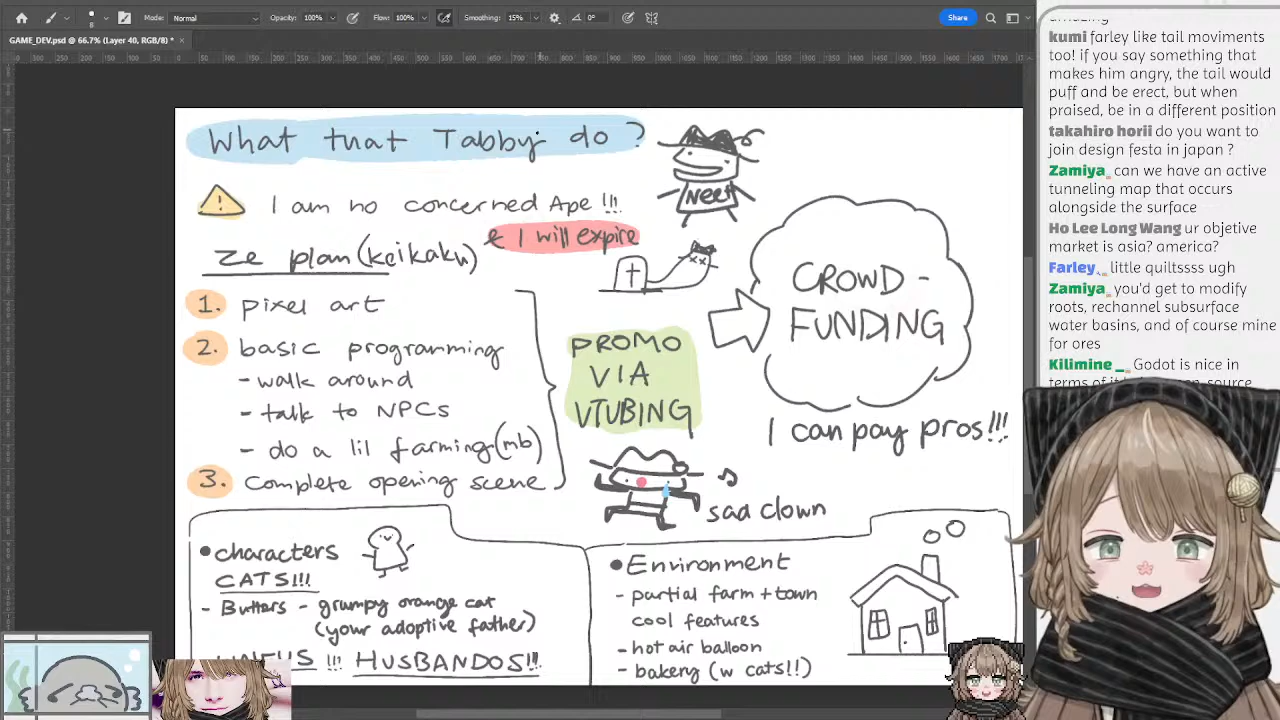 Mode: Normal Opacity: 100% Flow: 100% Smoothing: 15% 0° Share
GAME_DEV.psd @ 66.7% (Layer 40, RGB/8) *
What that Tabby do?
! I am no concerned Ape !!!
& I will expire
NEET
ze plan (keikaku)
1. pixel art
2. basic programming
- walk around
- talk to NPCs
- do a lil farming (mb)
3. complete opening scene
PROMO
VIA
VTUBING
CROWD-
FUNDING
I can pay pros!!!
sad clown
• characters
CATS!!!
- Butters - grumpy orange cat
(your adoptive father)
!!! HUSBANDOS!!!
• Environment
- partial farm + town
cool features
- hot air balloon
- bakery (w cats!!)
amazing
kumi farley like tail moviments
too! if you say something that
makes him angry, the tail would
puff and be erect, but when
praised, be in a different position
takahiro horii do you want to
join design festa in japan ?
Zamiya_ can we have an active
tunneling map that occurs
alongside the surface
Ho Lee Long Wang ur objetive
market is asia? america?
Farley_ little quiltssss ugh
Zamiya_ you'd get to modify
roots, rechannel subsurface
water basins, and of course mine
for ores
Kilimine _ Godot is nice in
terms of